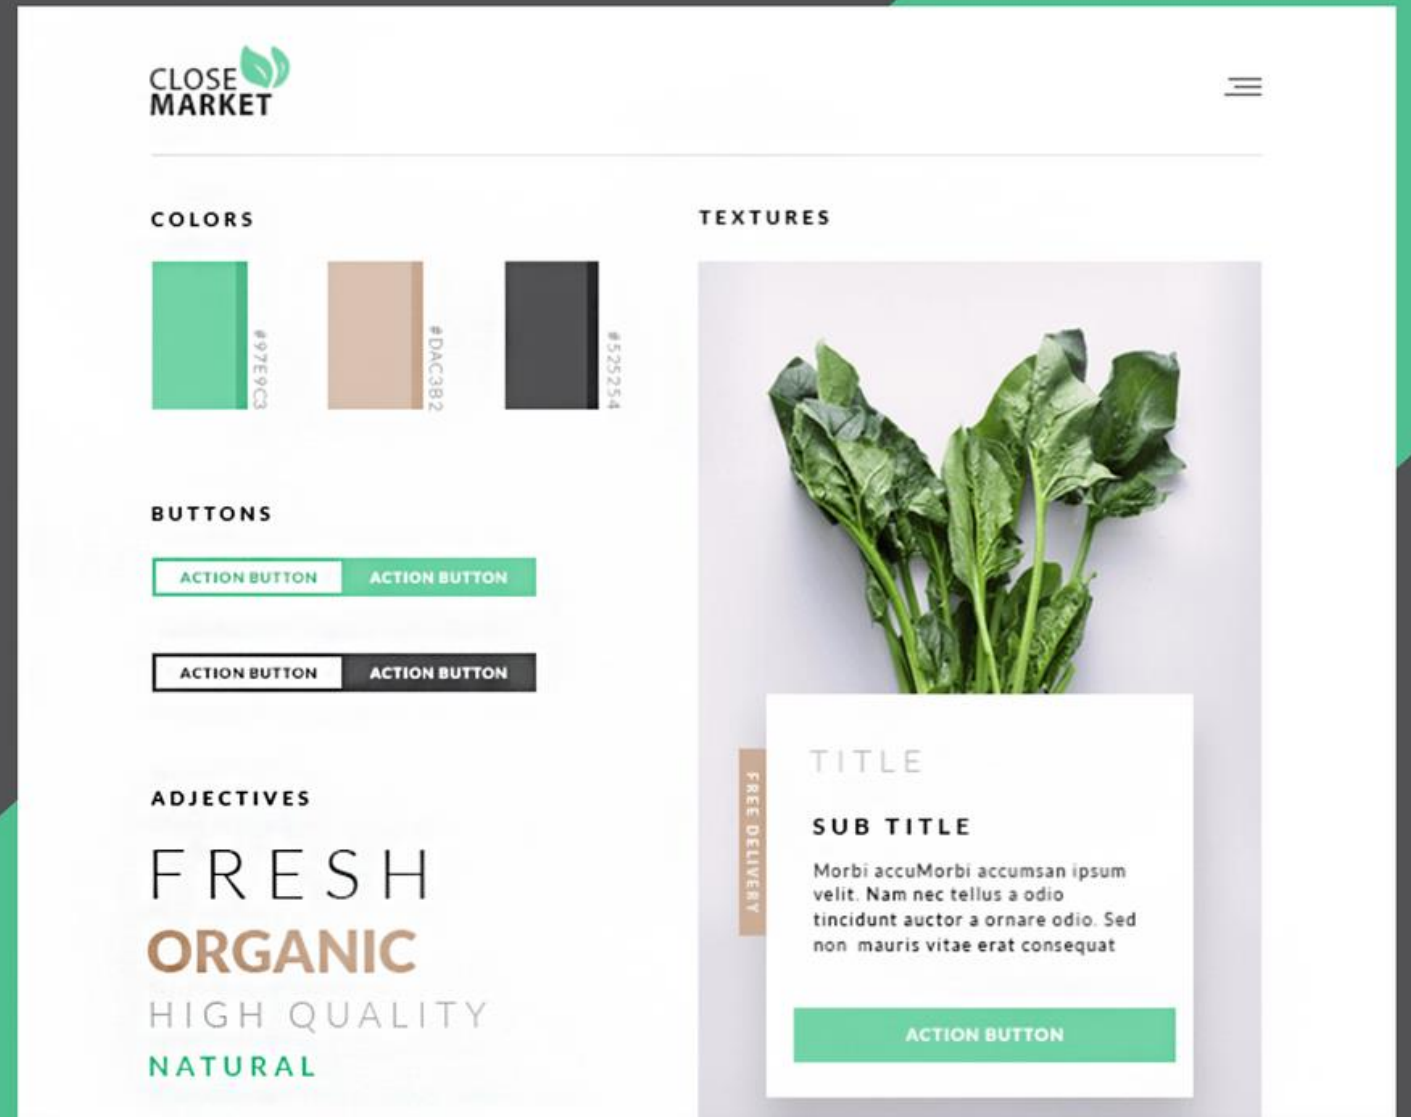 CLOSE
MARKET
COLORS
#97E9C3
#DAC3B2
#525254
BUTTONS
ACTION BUTTON ACTION BUTTON
ACTION BUTTON ACTION BUTTON
ADJECTIVES
FRESH
ORGANIC
HIGH QUALITY
NATURAL
TEXTURES
FREE DELIVERY
TITLE
SUB TITLE
Morbi accuMorbi accumsan ipsum
velit. Nam nec tellus a odio
tincidunt auctor a ornare odio. Sed
non mauris vitae erat consequat
ACTION BUTTON